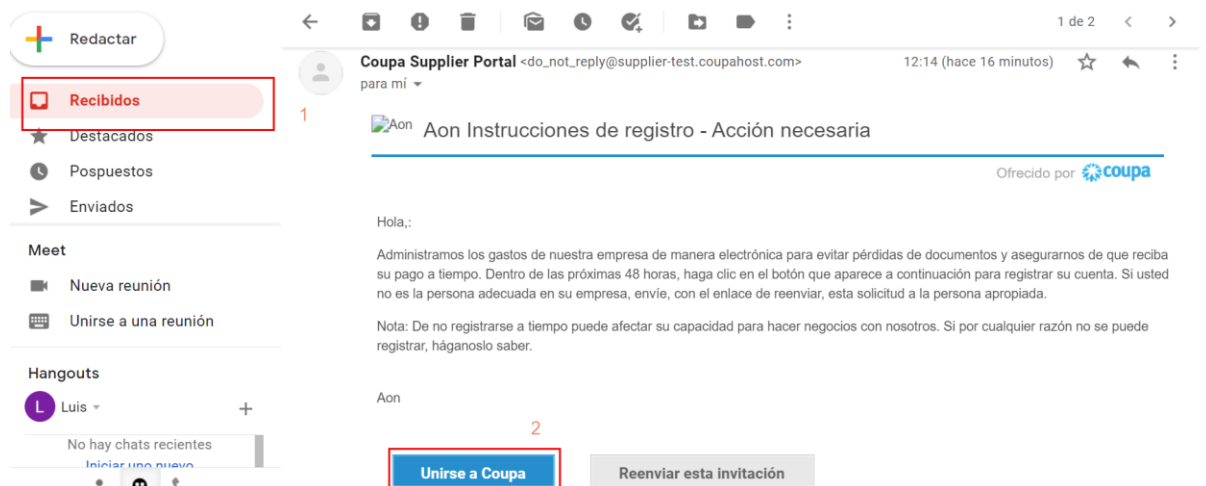 Redactar
Recibidos
Destacados
Pospuestos
Enviados
Meet
Nueva reunión
Unirse a una reunión
Hangouts
L Luis
No hay chats recientes
Iniciar uno nuevo
1 de 2
Coupa Supplier Portal <do_not_reply@supplier-test.coupahost.com> 12:14 (hace 16 minutos)
para mí
1
Aon Aon Instrucciones de registro - Acción necesaria
Ofrecido por coupa
Hola,:
Administramos los gastos de nuestra empresa de manera electrónica para evitar pérdidas de documentos y asegurarnos de que reciba
su pago a tiempo. Dentro de las próximas 48 horas, haga clic en el botón que aparece a continuación para registrar su cuenta. Si usted
no es la persona adecuada en su empresa, envíe, con el enlace de reenviar, esta solicitud a la persona apropiada.
Nota: De no registrarse a tiempo puede afectar su capacidad para hacer negocios con nosotros. Si por cualquier razón no se puede
registrar, háganoslo saber.
Aon
2
Unirse a Coupa Reenviar esta invitación